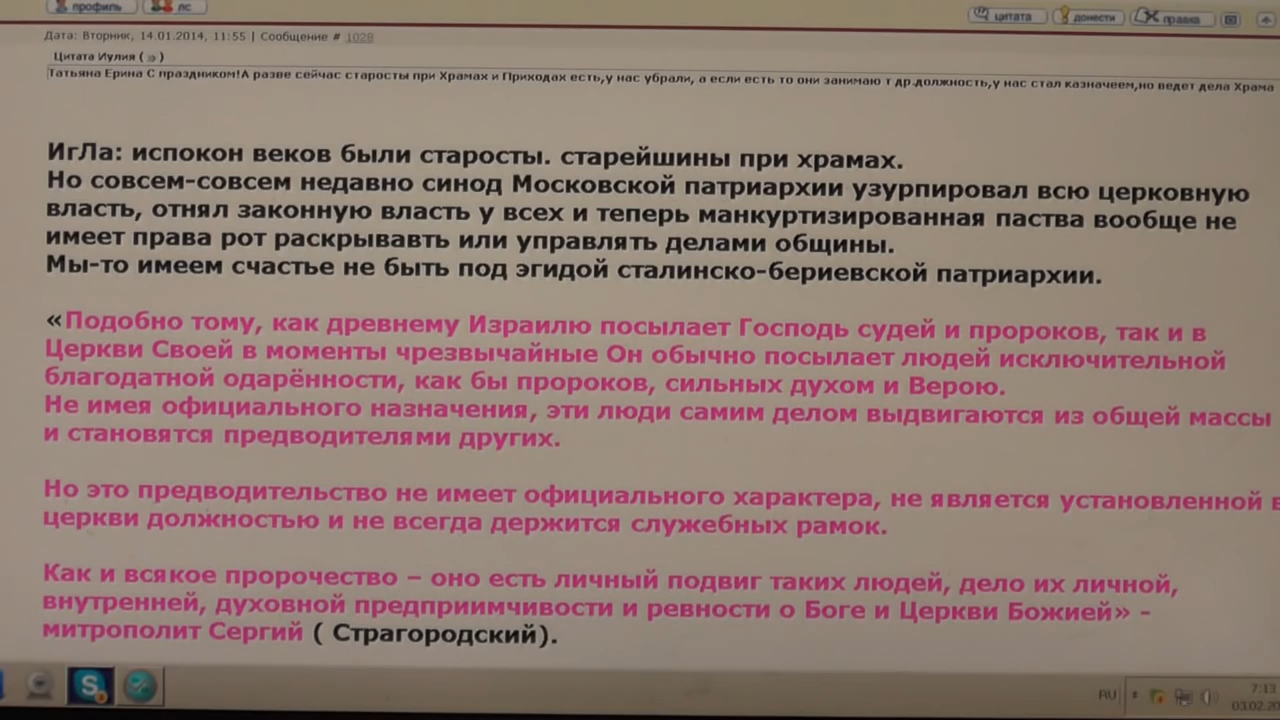 профиль лс цитата донести правка
Дата: Вторник, 14.01.2014, 11:55 | Сообщение # 1028
Цитата Иулия ( » )
Татьяна Ерина С праздником!А разве сейчас старосты при Храмах и Приходах есть,у нас убрали, а если есть то они занимаю т др.должность,у нас стал казначеем,но ведет дела Храма
ИгЛа: испокон веков были старосты. старейшины при храмах.
Но совсем-совсем недавно синод Московской патриархии узурпировал всю церковную
власть, отнял законную власть у всех и теперь манкуртизированная паства вообще не
имеет права рот раскрывавть или управлять делами общины.
Мы-то имеем счастье не быть под эгидой сталинско-бериевской патриархии.
«Подобно тому, как древнему Израилю посылает Господь судей и пророков, так и в
Церкви Своей в моменты чрезвычайные Он обычно посылает людей исключительной
благодатной одарённости, как бы пророков, сильных духом и Верою.
Не имея официального назначения, эти люди самим делом выдвигаются из общей массы
и становятся предводителями других.
Но это предводительство не имеет официального характера, не является установленной в
церкви должностью и не всегда держится служебных рамок.
Как и всякое пророчество – оно есть личный подвиг таких людей, дело их личной,
внутренней, духовной предприимчивости и ревности о Боге и Церкви Божией» -
митрополит Сергий ( Страгородский).
RU 7:13
03.02.20